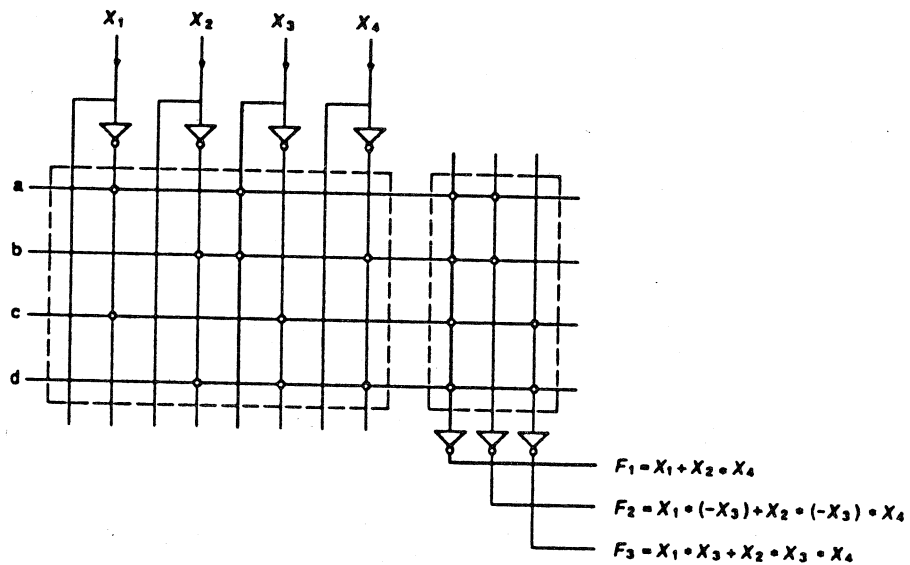 X₁ X₂ X₃ X₄
a
b
c
d
F₁=X₁+X₂*X₄
F₂=X₁*(-X₃)+X₂*(-X₃)*X₄
F₃=X₁*X₃+X₂*X₃*X₄